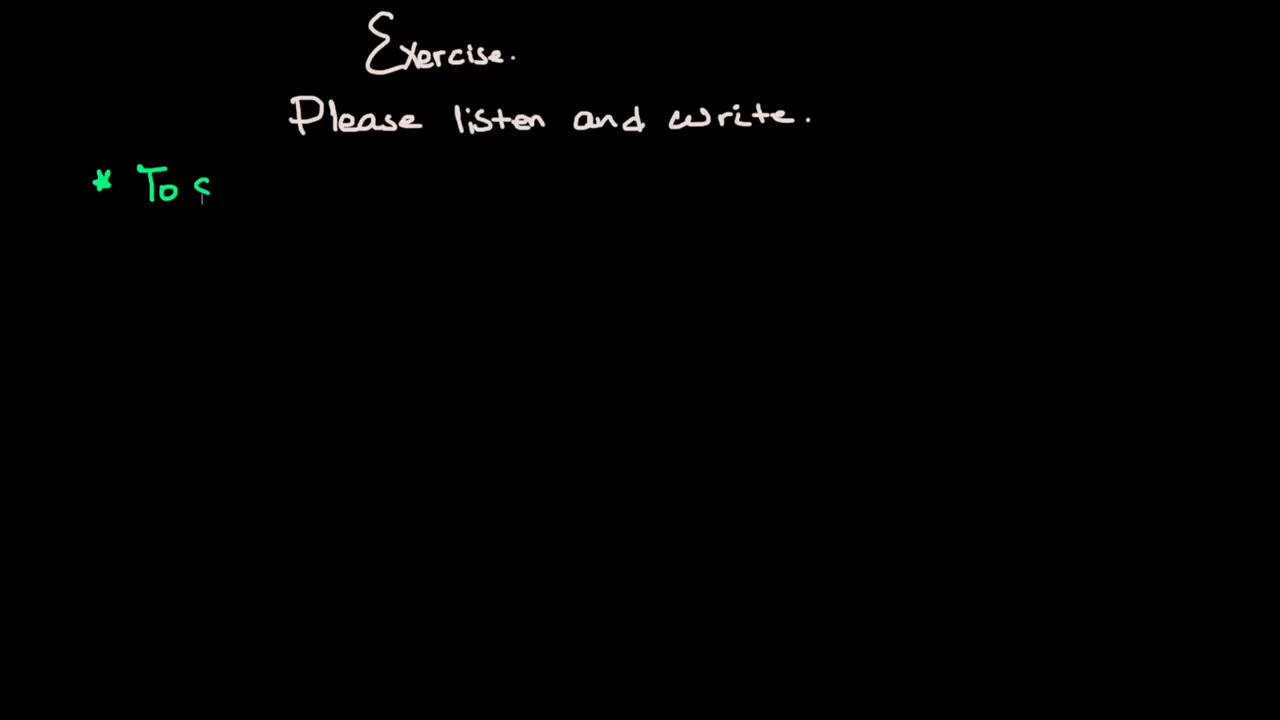 Exercise.
Please listen and write.
* To s